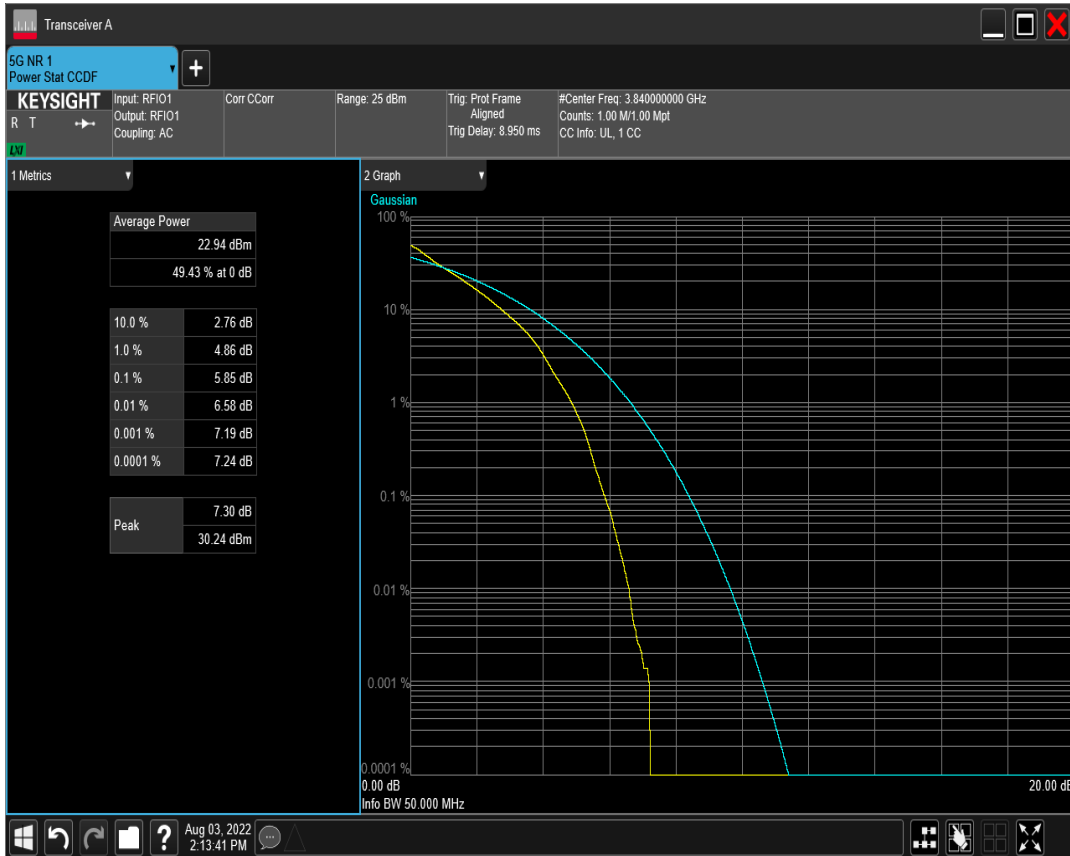 Transceiver A
5G NR 1
Power Stat CCDF
KEYSIGHT
R T
LXI
Input: RFIO1
Output: RFIO1
Coupling: AC
Corr CCorr
Range: 25 dBm
Trig: Prot Frame
Aligned
Trig Delay: 8.950 ms
#Center Freq: 3.840000000 GHz
Counts: 1.00 M/1.00 Mpt
CC Info: UL, 1 CC
1 Metrics
Average Power
22.94 dBm
49.43 % at 0 dB
10.0 % 2.76 dB
1.0 % 4.86 dB
0.1 % 5.85 dB
0.01 % 6.58 dB
0.001 % 7.19 dB
0.0001 % 7.24 dB
Peak 7.30 dB
30.24 dBm
2 Graph
Gaussian
100 %
10 %
1 %
0.1 %
0.01 %
0.001 %
0.0001 %
0.00 dB 20.00 dB
Info BW 50.000 MHz
Aug 03, 2022
2:13:41 PM